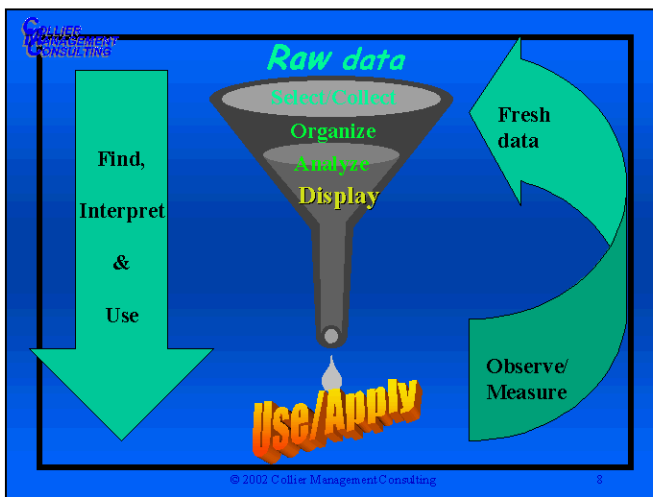 COLLIER
MANAGEMENT
CONSULTING
Raw data
Select/Collect
Organize
Analyze
Display
Find,
Interpret
&
Use
Fresh
data
Observe/
Measure
Use/Apply
© 2002 Collier Management Consulting
8